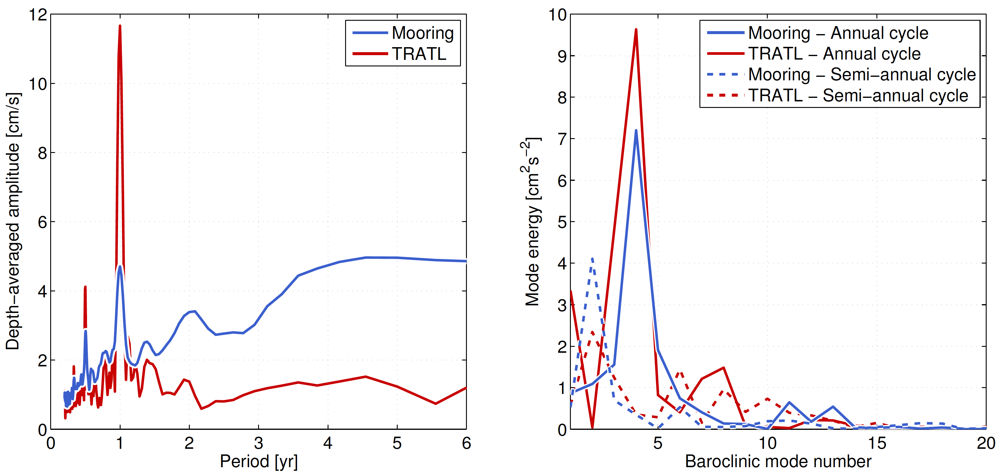 Depth−averaged amplitude [cm/s]
12
10
8
6
4
2
0
0 1 2 3 4 5 6
Period [yr]
Mooring
TRATL
Mode energy [cm²s⁻²]
10
9
8
7
6
5
4
3
2
1
0
5 10 15 20
Baroclinic mode number
Mooring − Annual cycle
TRATL − Annual cycle
Mooring − Semi−annual cycle
TRATL − Semi−annual cycle